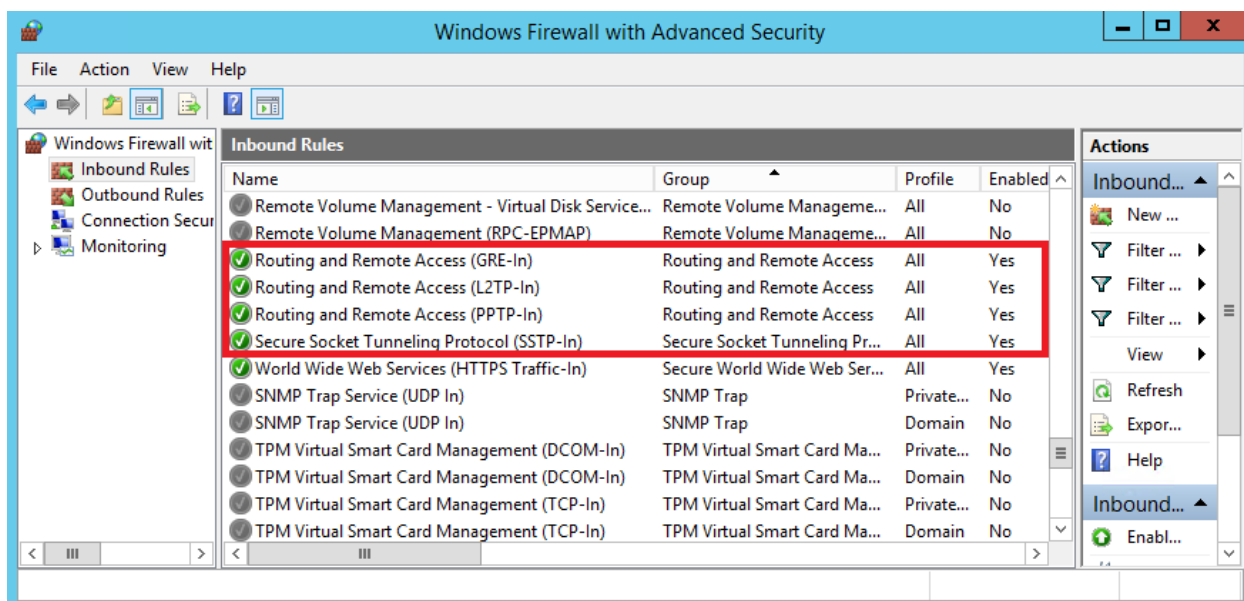 Windows Firewall with Advanced Security
File Action View Help
Windows Firewall wit
Inbound Rules
Outbound Rules
Connection Secur
Monitoring
Inbound Rules
Name Group Profile Enabled
Remote Volume Management - Virtual Disk Service... Remote Volume Manageme... All No
Remote Volume Management (RPC-EPMAP) Remote Volume Manageme... All No
Routing and Remote Access (GRE-In) Routing and Remote Access All Yes
Routing and Remote Access (L2TP-In) Routing and Remote Access All Yes
Routing and Remote Access (PPTP-In) Routing and Remote Access All Yes
Secure Socket Tunneling Protocol (SSTP-In) Secure Socket Tunneling Pr... All Yes
World Wide Web Services (HTTPS Traffic-In) Secure World Wide Web Ser... All Yes
SNMP Trap Service (UDP In) SNMP Trap Private... No
SNMP Trap Service (UDP In) SNMP Trap Domain No
TPM Virtual Smart Card Management (DCOM-In) TPM Virtual Smart Card Ma... Private... No
TPM Virtual Smart Card Management (DCOM-In) TPM Virtual Smart Card Ma... Domain No
TPM Virtual Smart Card Management (TCP-In) TPM Virtual Smart Card Ma... Private... No
TPM Virtual Smart Card Management (TCP-In) TPM Virtual Smart Card Ma... Domain No
Actions
Inbound...
New ...
Filter ...
Filter ...
Filter ...
View
Refresh
Expor...
Help
Inbound...
Enabl...